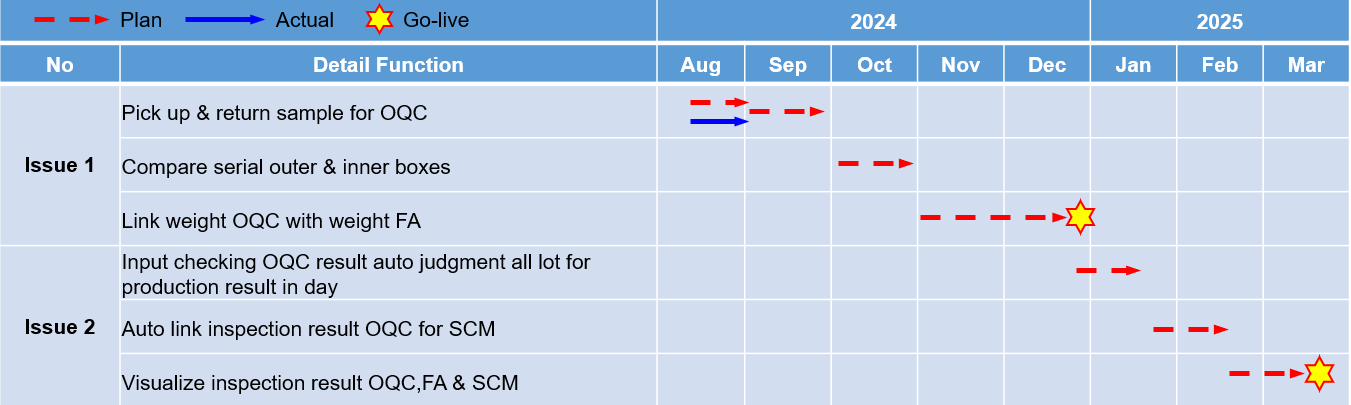 Plan Actual Go-live 2024 2025
No Detail Function Aug Sep Oct Nov Dec Jan Feb Mar
Issue 1
Pick up & return sample for OQC
Compare serial outer & inner boxes
Link weight OQC with weight FA
Issue 2
Input checking OQC result auto judgment all lot for
production result in day
Auto link inspection result OQC for SCM
Visualize inspection result OQC,FA & SCM